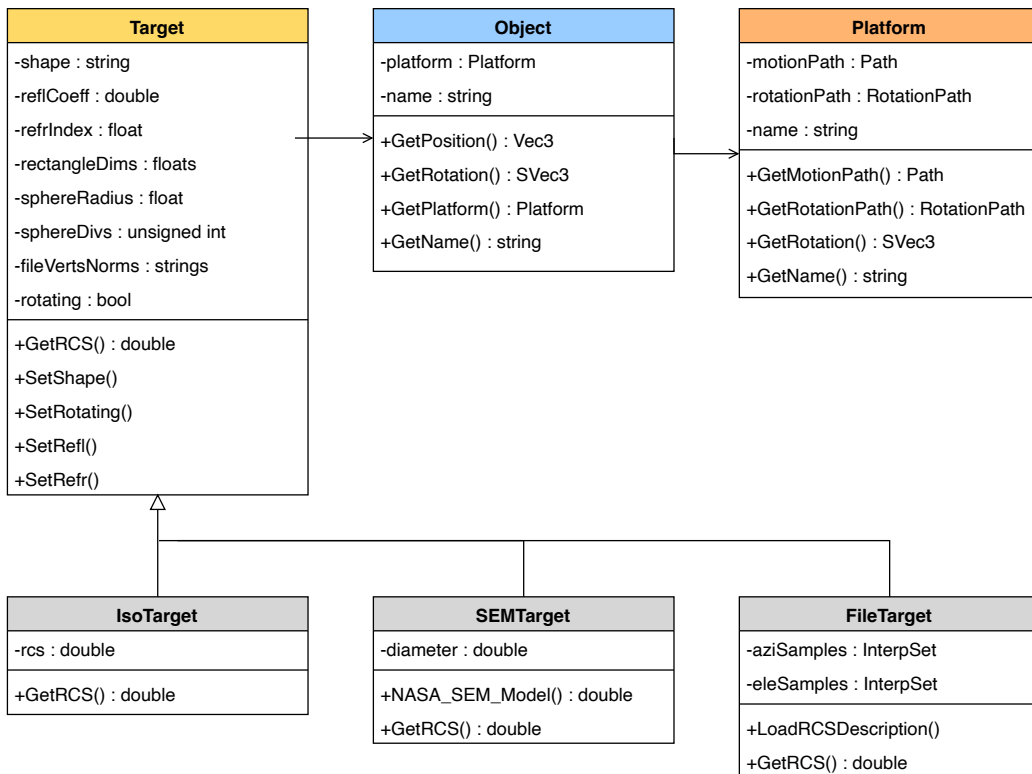 Target
-shape : string
-reflCoeff : double
-refrIndex : float
-rectangleDims : floats
-sphereRadius : float
-sphereDivs : unsigned int
-fileVertsNorms : strings
-rotating : bool
+GetRCS() : double
+SetShape()
+SetRotating()
+SetRefl()
+SetRefr()
Object
-platform : Platform
-name : string
+GetPosition() : Vec3
+GetRotation() : SVec3
+GetPlatform() : Platform
+GetName() : string
Platform
-motionPath : Path
-rotationPath : RotationPath
-name : string
+GetMotionPath() : Path
+GetRotationPath() : RotationPath
+GetRotation() : SVec3
+GetName() : string
IsoTarget
-rcs : double
+GetRCS() : double
SEMTarget
-diameter : double
+NASA_SEM_Model() : double
+GetRCS() : double
FileTarget
-aziSamples : InterpSet
-eleSamples : InterpSet
+LoadRCSDescription()
+GetRCS() : double